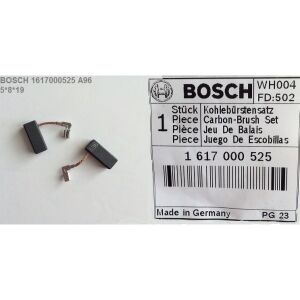 BOSCH 1617000525 A96
5*8*19
BOSCH
WH004
FD:502
1
Stück Kohlebürstensatz
Piece Carbon-Brush Set
Pièce Jeu De Balais
Pieza Juego De Escobillas
1 617 000 525
Made in Germany
PG 23